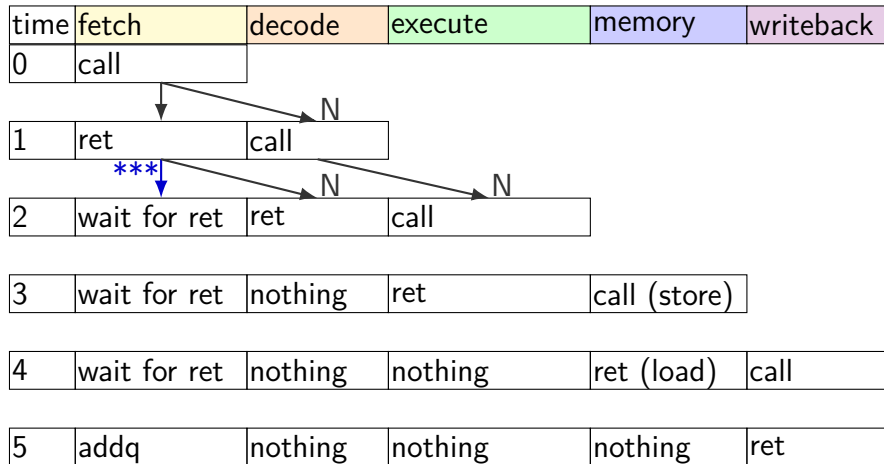 time fetch decode execute memory writeback
0 call
N
1 ret call
*** N N
2 wait for ret ret call
3 wait for ret nothing ret call (store)
4 wait for ret nothing nothing ret (load) call
5 addq nothing nothing nothing ret